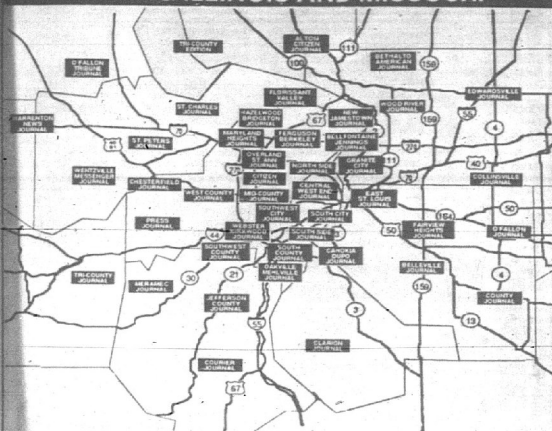 ILLINOIS AND MISSOURI
TRI-COUNTY
EDITION
ALTON
CITIZEN
JOURNAL
111
BETHALTO
AMERICAN
JOURNAL
159
O'FALLON
TRIBUNE
JOURNAL
FLORISSANT
VALLEY
JOURNAL
EDWARDSVILLE
JOURNAL
ST. CHARLES
JOURNAL
HAZELWOOD
BRIDGETON
JOURNAL
67
NEW
JAMESTOWN
JOURNAL
WOOD RIVER
JOURNAL
159
55
4
WARRENTON
NEWS
JOURNAL
70
ST. PETERS
JOURNAL
MARYLAND
HEIGHTS
JOURNAL
FERGUSON
BERKELEY
JOURNAL
BELLFONTAINE
JENNINGS
JOURNAL
OVERLAND
ST. ANN
JOURNAL
NORTH SIDE
JOURNAL
GRANITE
CITY
JOURNAL
111
40
WENTZVILLE
MESSENGER
JOURNAL
CHESTERFIELD
JOURNAL
CITIZEN
JOURNAL
70
COLLINSVILLE
JOURNAL
WEST COUNTY
JOURNAL
MID-COUNTY
JOURNAL
CENTRAL
WEST END
JOURNAL
EAST
ST. LOUIS
JOURNAL
PRESS
JOURNAL
SOUTHWEST
CITY
JOURNAL
SOUTH CITY
JOURNAL
50
44
WEBSTER
KIRKWOOD
JOURNAL
SOUTH SIDE
JOURNAL
50
FAIRVIEW
HEIGHTS
JOURNAL
O'FALLON
JOURNAL
SOUTHWEST
COUNTY
JOURNAL
SOUTH
COUNTY
JOURNAL
CAHOKIA
DUPO
JOURNAL
TRI-COUNTY
JOURNAL
MERAMEC
JOURNAL
30
21
OAKVILLE
MEHLVILLE
JOURNAL
BELLEVILLE
JOURNAL
159
4
JEFFERSON
COUNTY
JOURNAL
3
COUNTY
JOURNAL
55
13
CLARION
JOURNAL
COURIER
JOURNAL
67